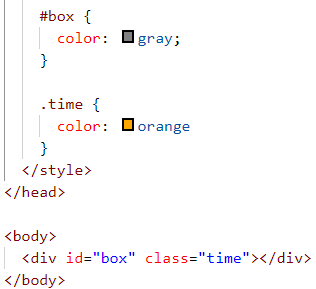 #box {
color: gray;
}
.time {
color: orange
}
</style>
</head>
<body>
<div id="box" class="time"></div>
</body>